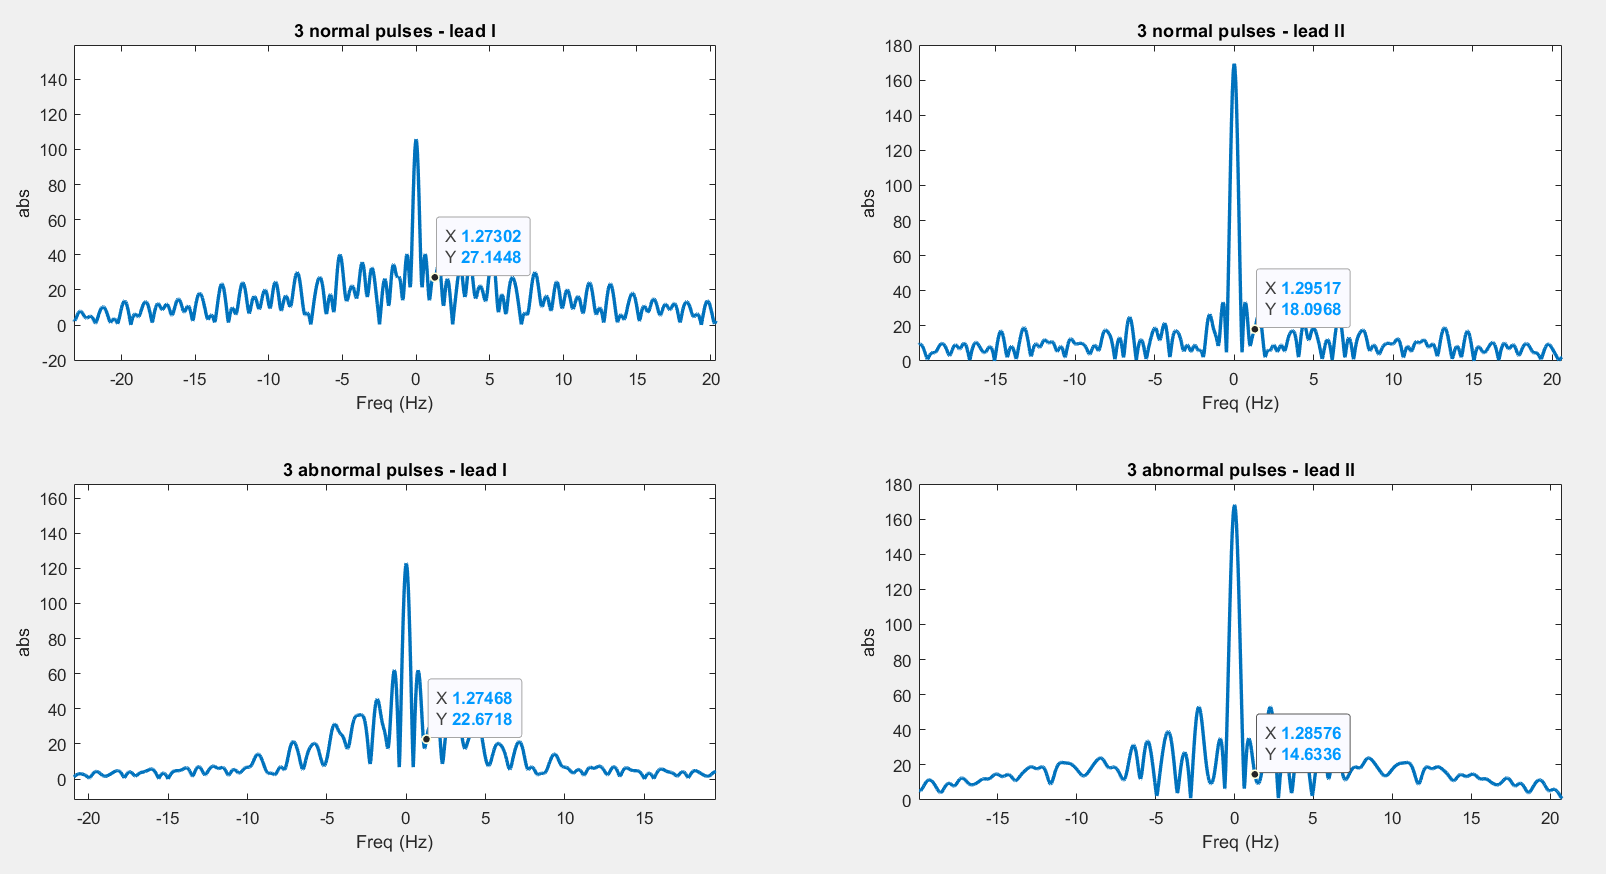 3 normal pulses - lead I
140
120
100
80
60
40
20
0
-20
abs
X 1.27302
Y 27.1448
-20 -15 -10 -5 0 5 10 15 20
Freq (Hz)
3 normal pulses - lead II
180
160
140
120
100
80
60
40
20
0
abs
X 1.29517
Y 18.0968
-15 -10 -5 0 5 10 15 20
Freq (Hz)
3 abnormal pulses - lead I
160
140
120
100
80
60
40
20
0
abs
X 1.27468
Y 22.6718
-20 -15 -10 -5 0 5 10 15
Freq (Hz)
3 abnormal pulses - lead II
180
160
140
120
100
80
60
40
20
0
abs
X 1.28576
Y 14.6336
-15 -10 -5 0 5 10 15 20
Freq (Hz)